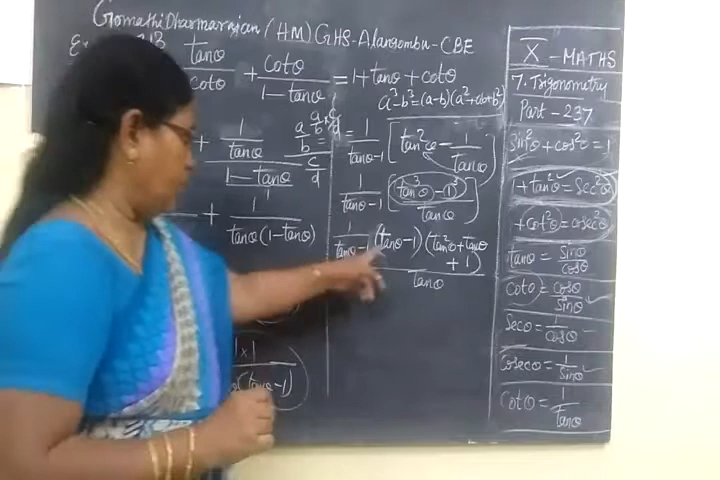 Gomathi Dharmarajan (HM) GHS-Alangombu-CBE
tanθ / cotθ + cotθ / 1-tanθ = 1+tanθ+cotθ
a³-b³=(a-b)(a²+ab+b²)
+ 1/tanθ / 1-tanθ
a/b / c/d = a/b × d/c
+ 1 / tanθ(1-tanθ)
1×1 / (tanθ-1)
= 1/tanθ-1 [tan²θ - 1/tanθ]
1/tanθ-1 [tan³θ-1³ / tanθ]
1/tanθ-1 (tanθ-1)(tan²θ+tanθ+1) / tanθ
X - MATHS
7. Trigonometry
Part - 237
sin²θ+cos²θ=1
1+tan²θ=sec²θ
+cot²θ=cosec²θ
tanθ = sinθ/cosθ
cotθ = cosθ/sinθ
secθ = 1/cosθ
cosecθ = 1/sinθ
cotθ = 1/tanθ